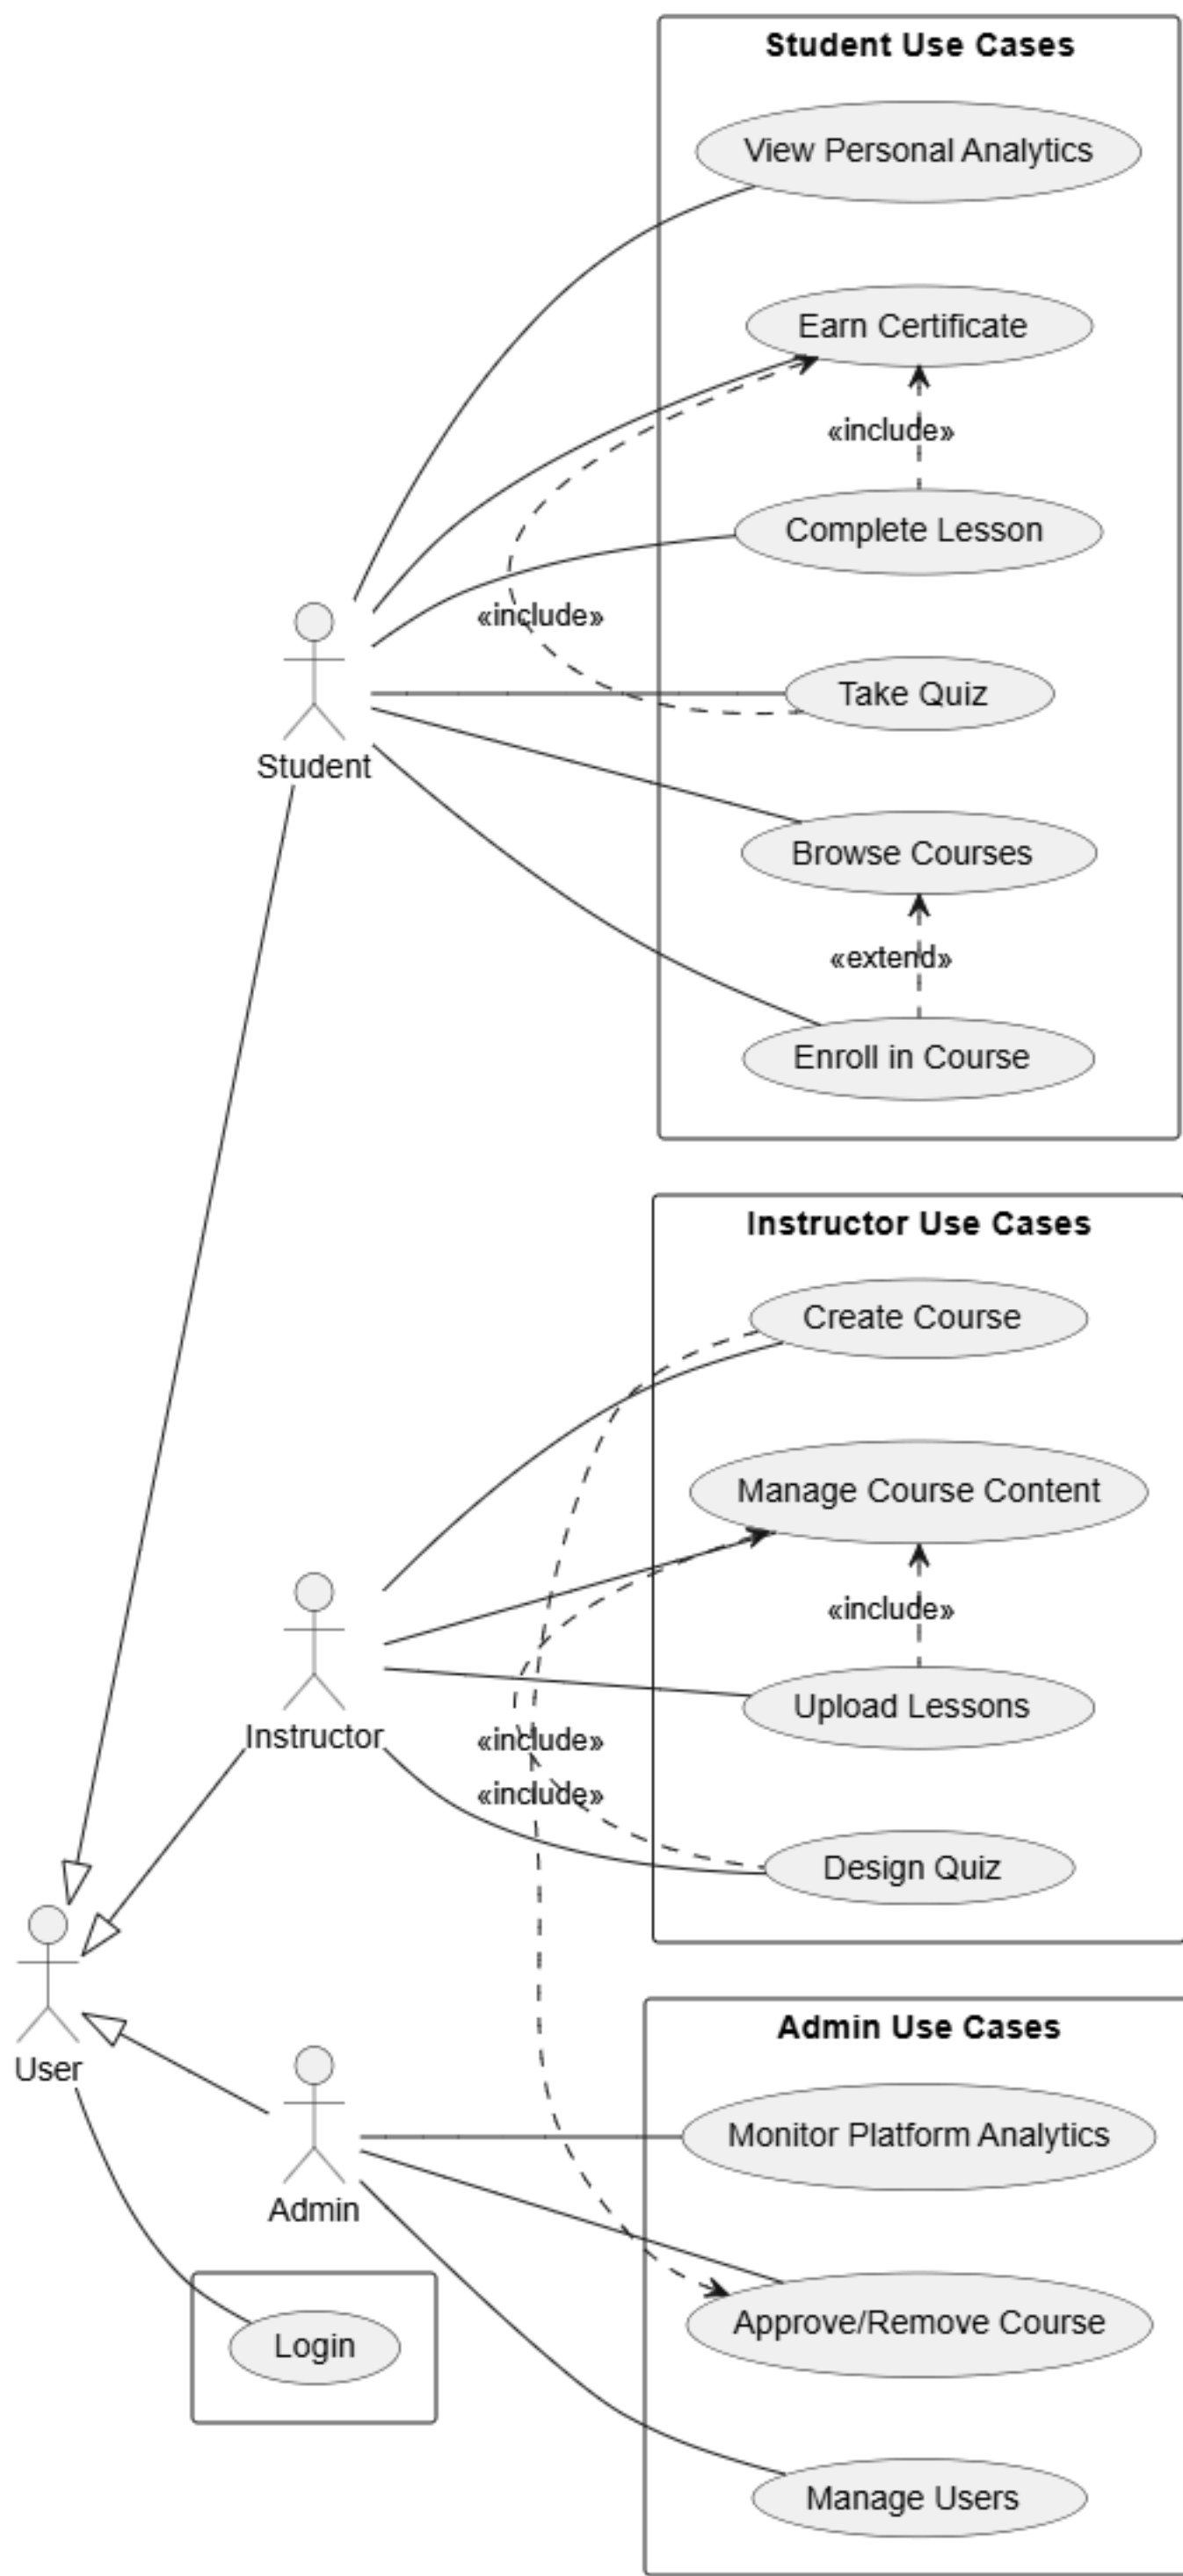 Student Use Cases
View Personal Analytics
Earn Certificate
«include»
Complete Lesson
«include»
Take Quiz
Student
Browse Courses
«extend»
Enroll in Course
Instructor Use Cases
Create Course
Manage Course Content
«include»
Upload Lessons
Instructor
«include»
«include»
Design Quiz
Admin Use Cases
User
Monitor Platform Analytics
Admin
Approve/Remove Course
Login
Manage Users